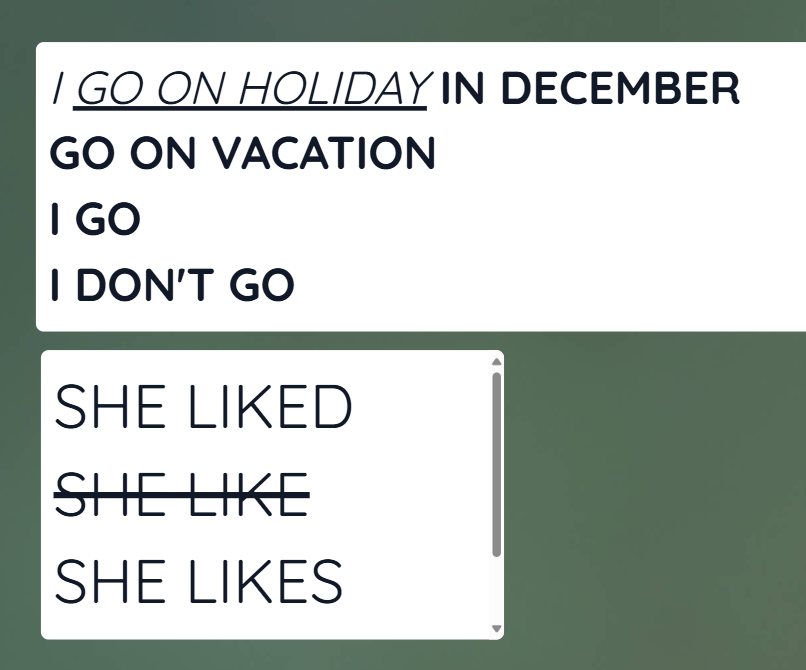 I GO ON HOLIDAY IN DECEMBER
GO ON VACATION
I GO
I DON'T GO
SHE LIKED
SHE LIKE
SHE LIKES